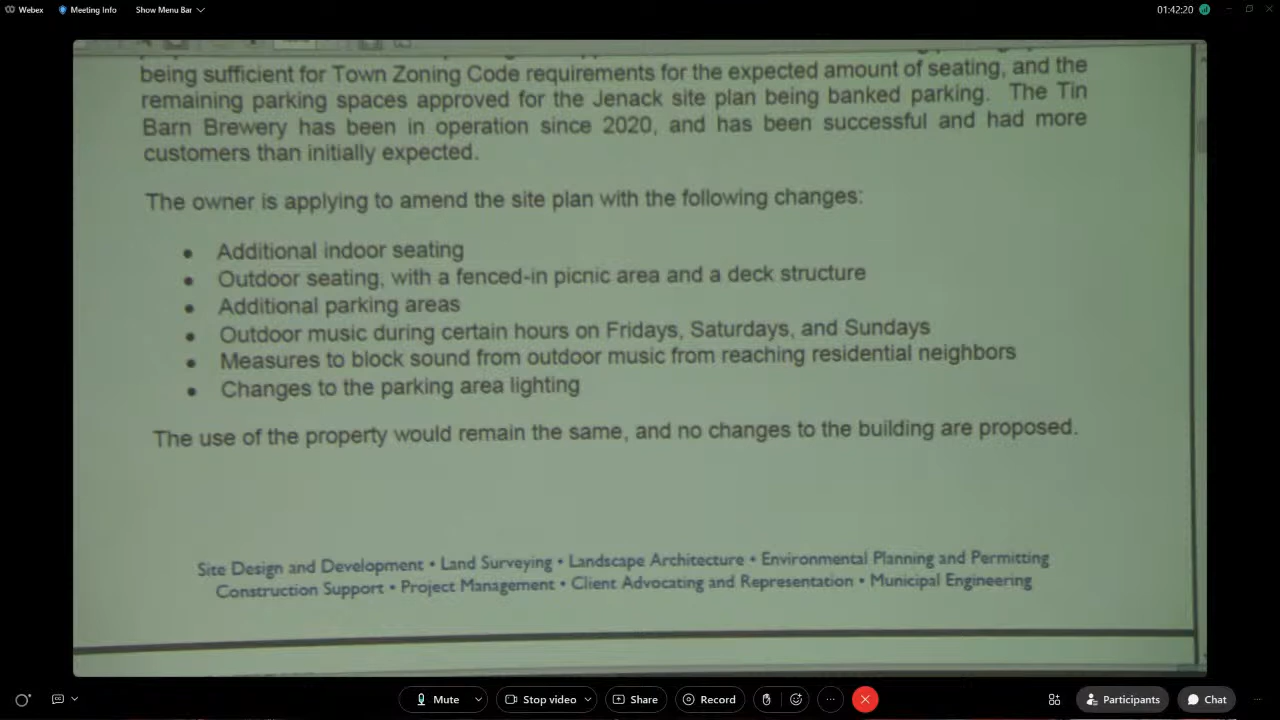 Webex Meeting Info Show Menu Bar 01:42:20
being sufficient for Town Zoning Code requirements for the expected amount of seating, and the
remaining parking spaces approved for the Jenack site plan being banked parking. The Tin
Barn Brewery has been in operation since 2020, and has been successful and had more
customers than initially expected.
The owner is applying to amend the site plan with the following changes:
• Additional indoor seating
• Outdoor seating, with a fenced-in picnic area and a deck structure
• Additional parking areas
• Outdoor music during certain hours on Fridays, Saturdays, and Sundays
• Measures to block sound from outdoor music from reaching residential neighbors
• Changes to the parking area lighting
The use of the property would remain the same, and no changes to the building are proposed.
Site Design and Development • Land Surveying • Landscape Architecture • Environmental Planning and Permitting
Construction Support • Project Management • Client Advocating and Representation • Municipal Engineering
Mute Stop video Share Record Participants Chat